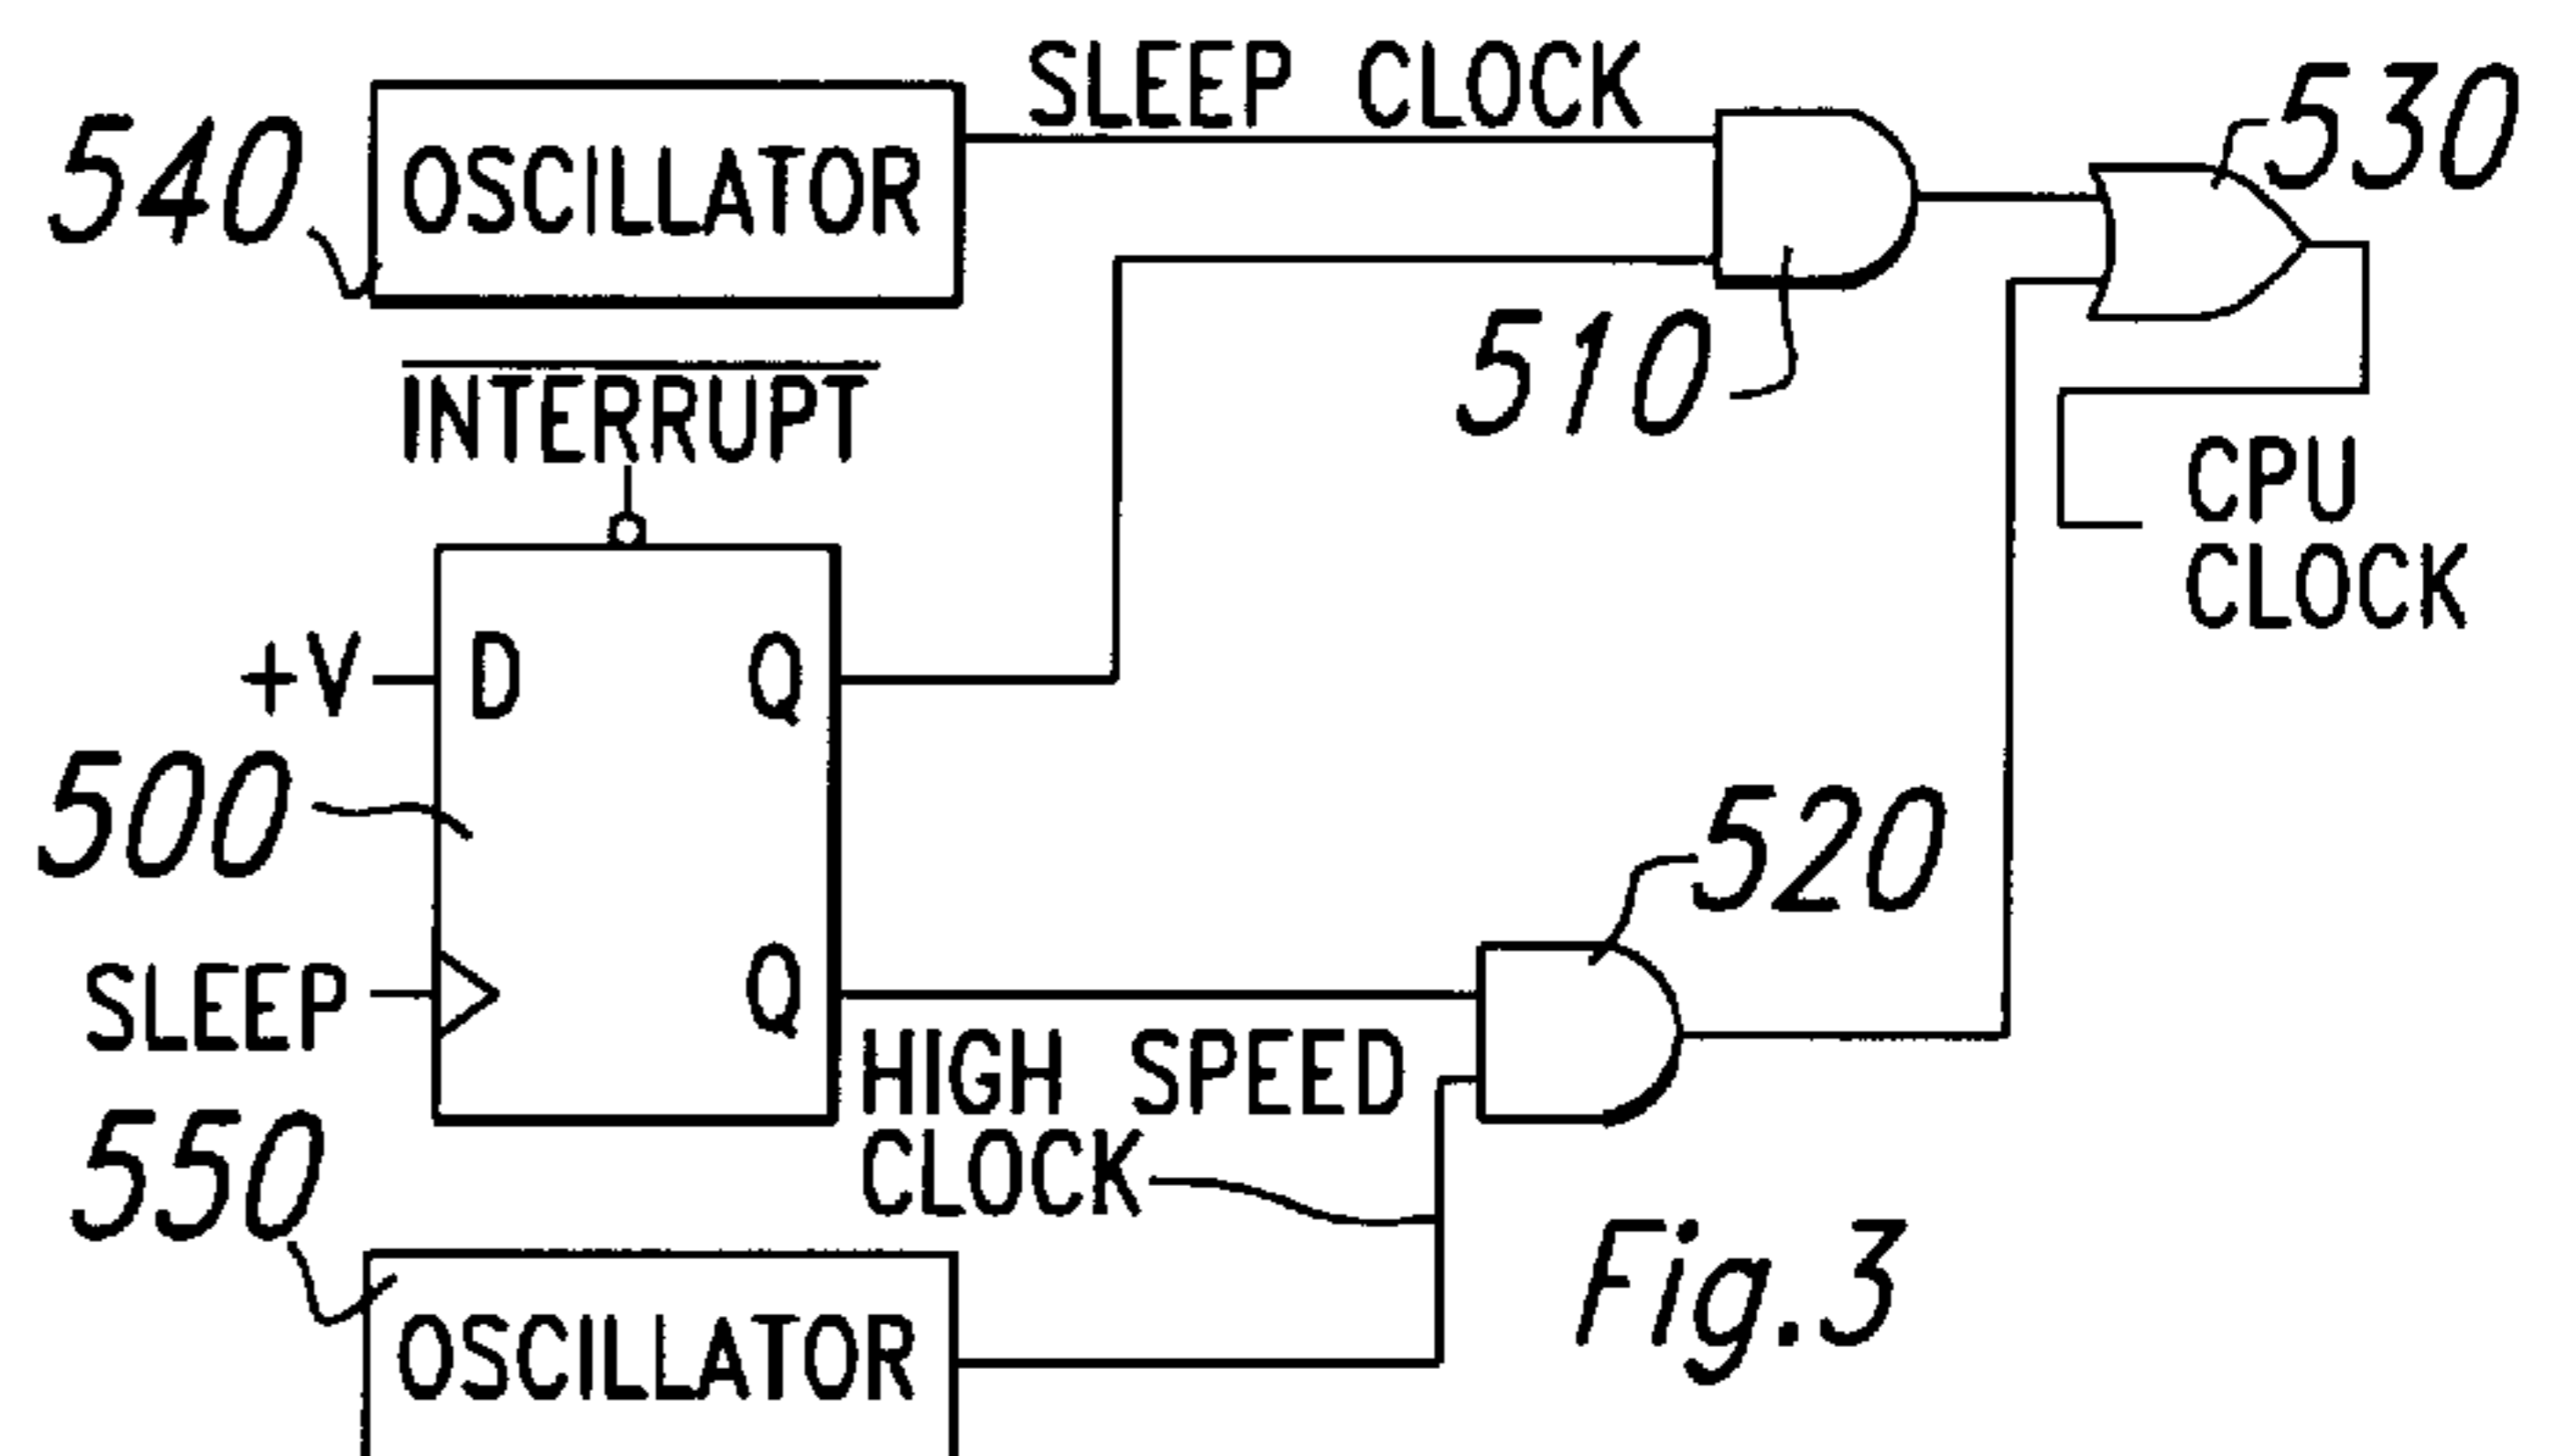 SLEEP CLOCK
530
540
OSCILLATOR
INTERRUPT
510
CPU
CLOCK
+V
D
Q
500
520
SLEEP
Q
HIGH SPEED
CLOCK
550
Fig.3
OSCILLATOR